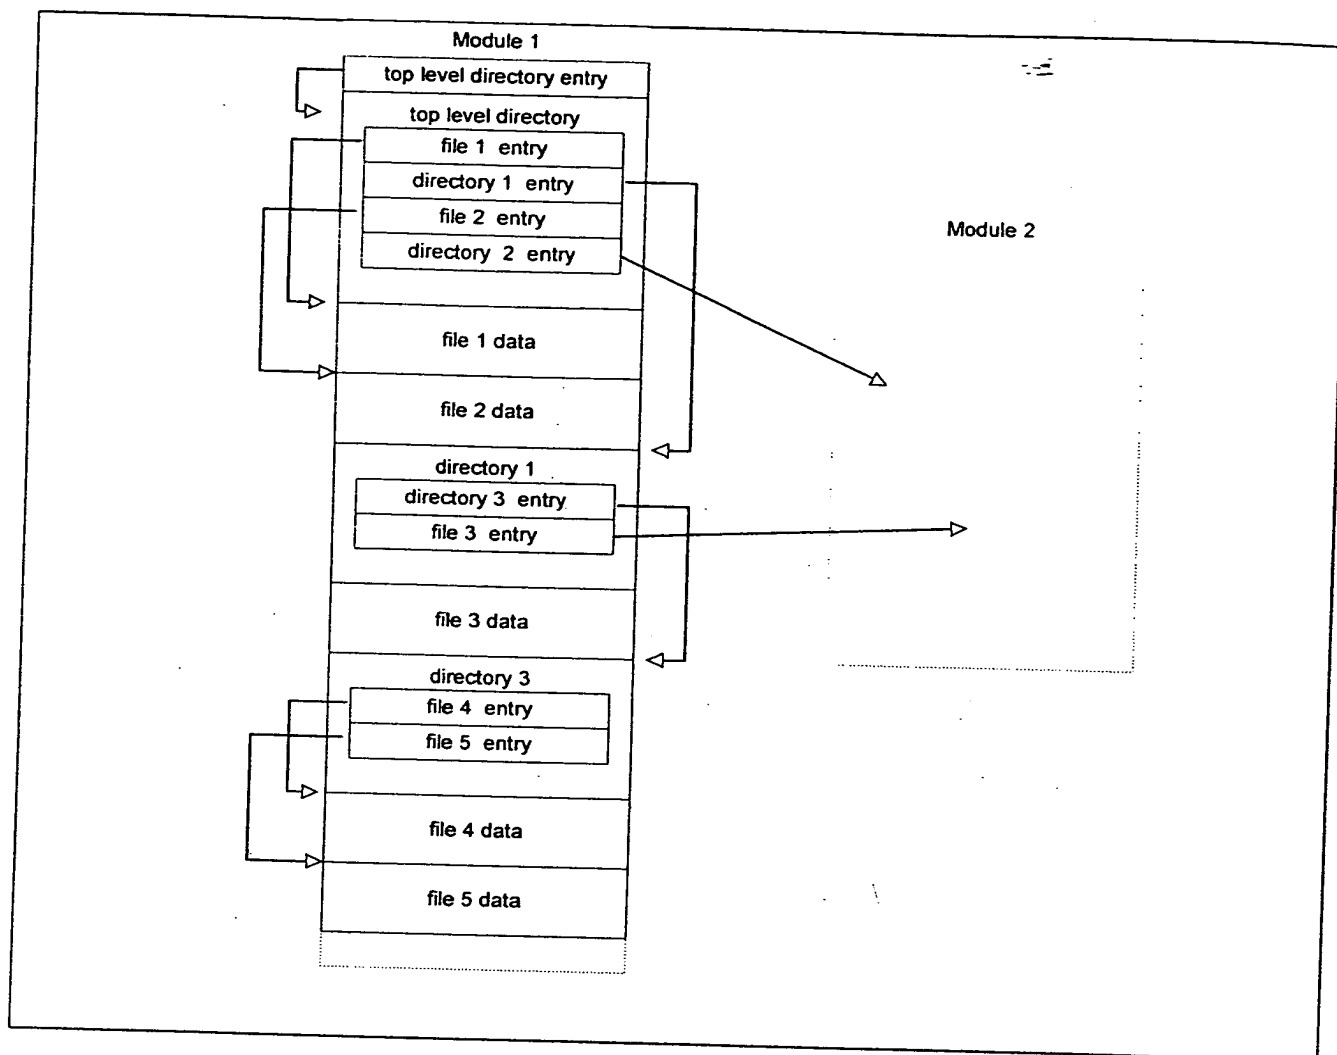 Module 1
top level directory entry
top level directory
file 1 entry
directory 1 entry
file 2 entry
directory 2 entry
Module 2
file 1 data
file 2 data
directory 1
directory 3 entry
file 3 entry
file 3 data
directory 3
file 4 entry
file 5 entry
file 4 data
file 5 data